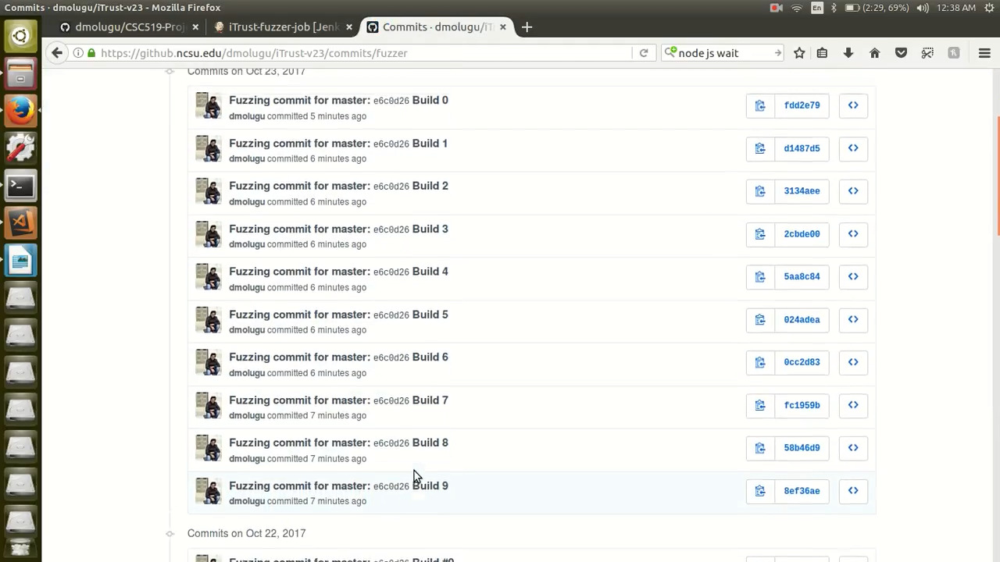 Commits · dmolugu/iTrust-v23 - Mozilla Firefox
En
(2:29, 69%)
12:38 AM
dmolugu/CSC519-Proj
iTrust-fuzzer-job [Jenk
Commits · dmolugu/iT
https://github.ncsu.edu/dmolugu/iTrust-v23/commits/fuzzer
node js wait
Commits on Oct 23, 2017
Fuzzing commit for master: e6c0d26 Build 0
fdd2e79
dmolugu committed 5 minutes ago
Fuzzing commit for master: e6c0d26 Build 1
d1487d5
dmolugu committed 6 minutes ago
Fuzzing commit for master: e6c0d26 Build 2
3134aee
dmolugu committed 6 minutes ago
Fuzzing commit for master: e6c0d26 Build 3
2cbde00
dmolugu committed 6 minutes ago
Fuzzing commit for master: e6c0d26 Build 4
5aa8c84
dmolugu committed 6 minutes ago
Fuzzing commit for master: e6c0d26 Build 5
024adea
dmolugu committed 6 minutes ago
Fuzzing commit for master: e6c0d26 Build 6
0cc2d83
dmolugu committed 6 minutes ago
Fuzzing commit for master: e6c0d26 Build 7
fc1959b
dmolugu committed 7 minutes ago
Fuzzing commit for master: e6c0d26 Build 8
58b46d9
dmolugu committed 7 minutes ago
Fuzzing commit for master: e6c0d26 Build 9
8ef36ae
dmolugu committed 7 minutes ago
Commits on Oct 22, 2017